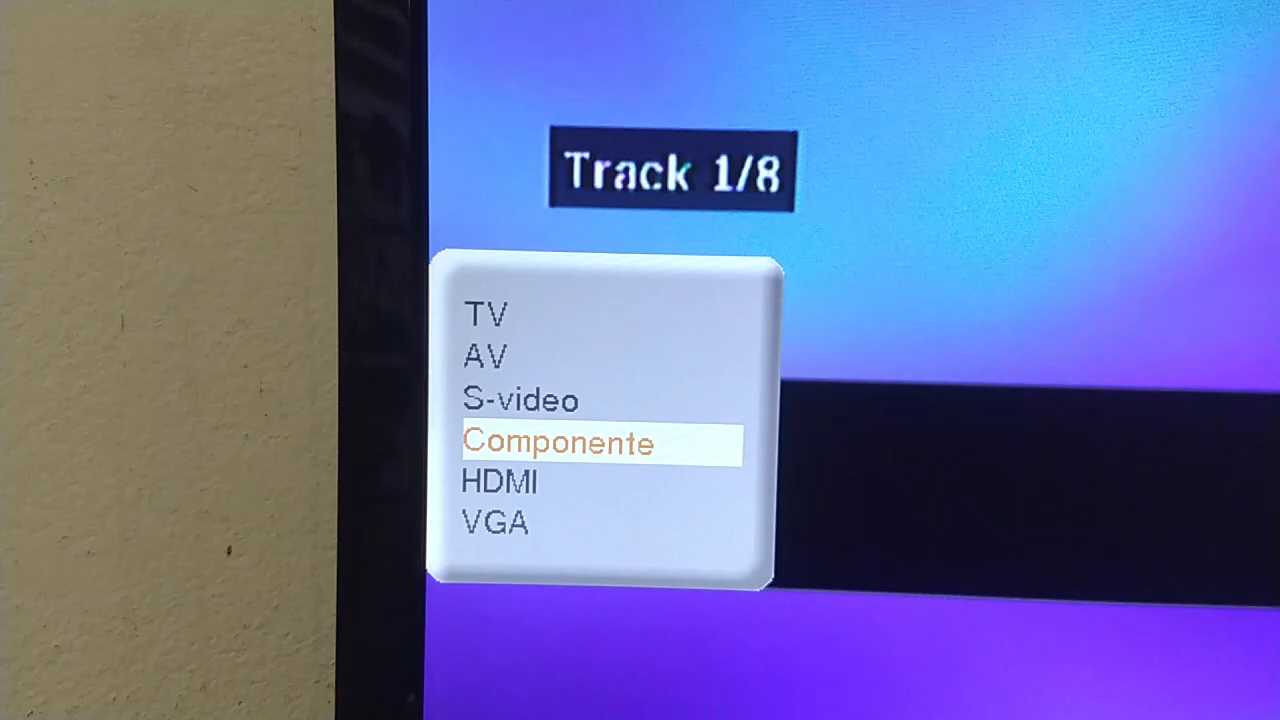 Track 1/8
TV
AV
S-video
Componente
HDMI
VGA